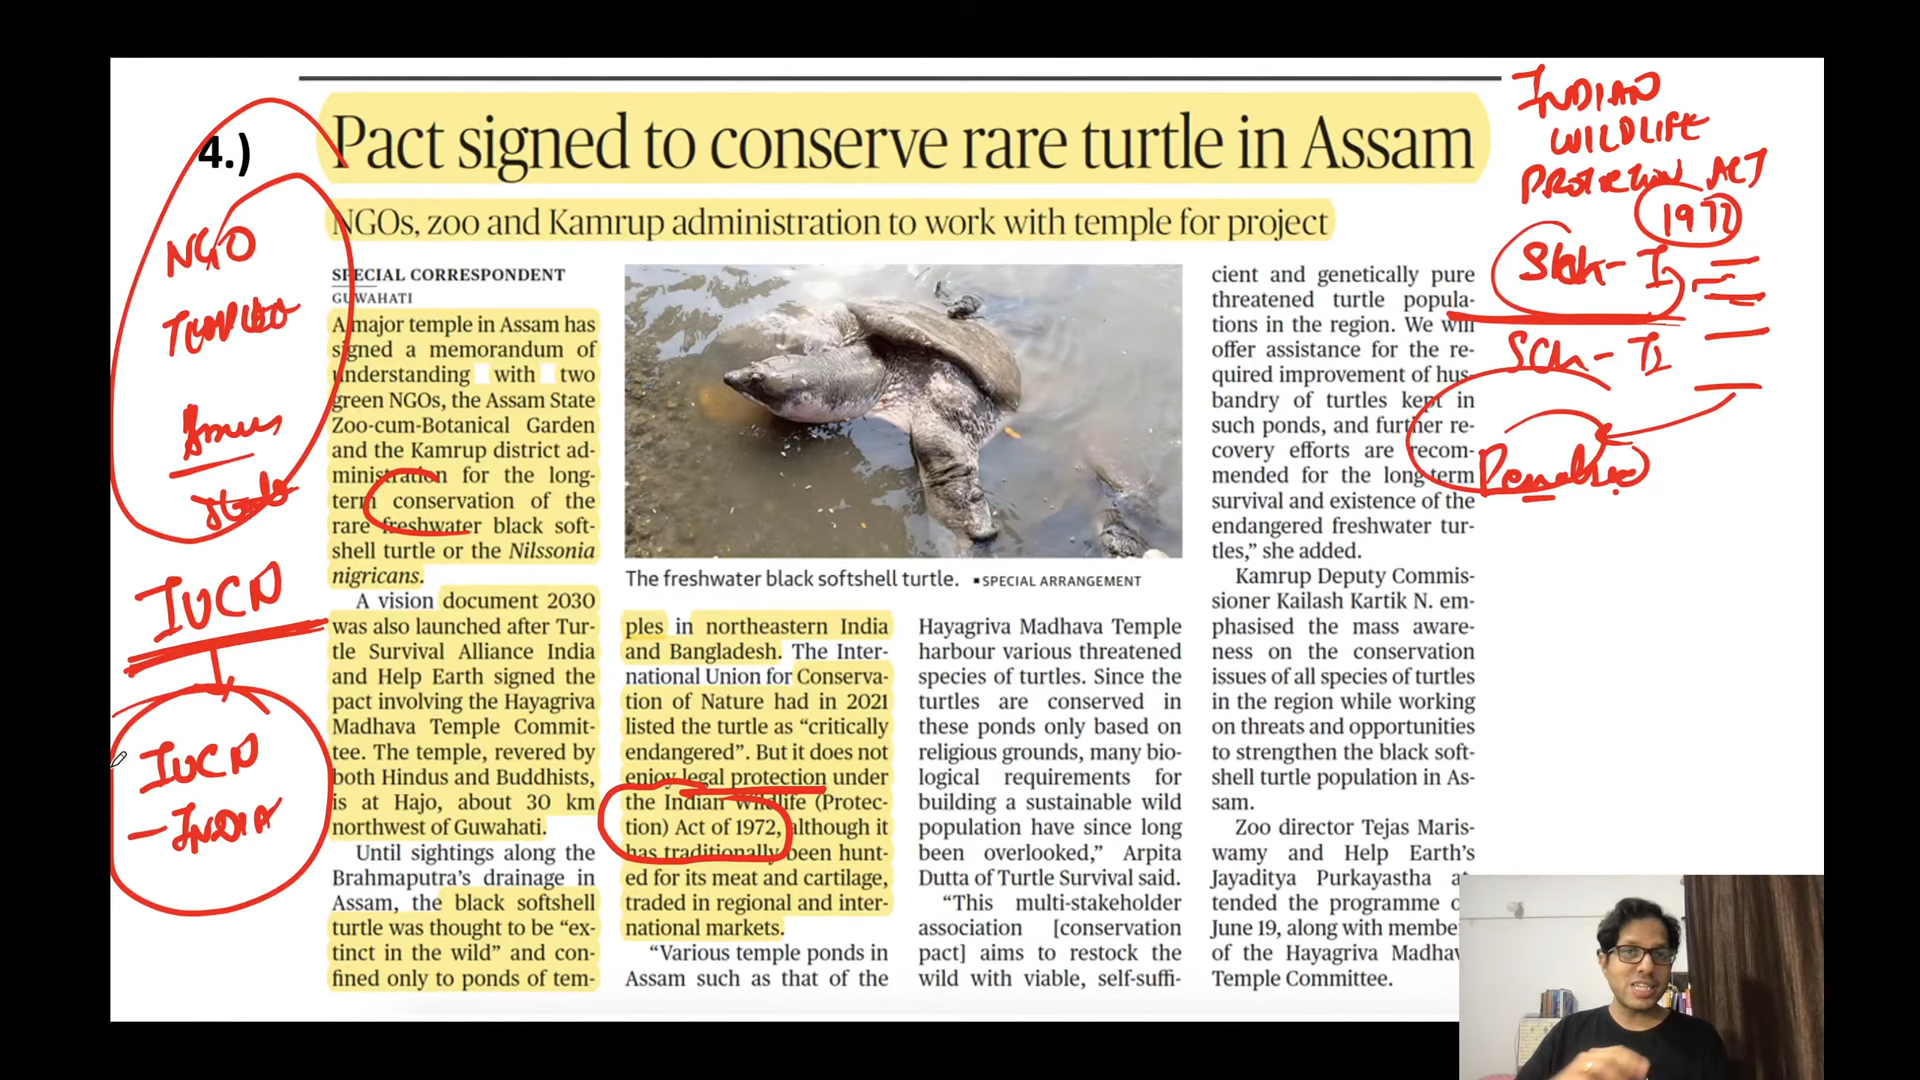 4.)
Pact signed to conserve rare turtle in Assam
NGOs, zoo and Kamrup administration to work with temple for project
SPECIAL CORRESPONDENT
GUWAHATI
A major temple in Assam has
signed a memorandum of
understanding with two
green NGOs, the Assam State
Zoo-cum-Botanical Garden
and the Kamrup district ad-
ministration for the long-
term conservation of the
rare freshwater black soft-
shell turtle or the Nilssonia
nigricans.
A vision document 2030
was also launched after Tur-
tle Survival Alliance India
and Help Earth signed the
pact involving the Hayagriva
Madhava Temple Commit-
tee. The temple, revered by
both Hindus and Buddhists,
is at Hajo, about 30 km
northwest of Guwahati.
Until sightings along the
Brahmaputra's drainage in
Assam, the black softshell
turtle was thought to be “ex-
tinct in the wild” and con-
fined only to ponds of tem-
The freshwater black softshell turtle. ▪SPECIAL ARRANGEMENT
ples in northeastern India
and Bangladesh. The Inter-
national Union for Conserva-
tion of Nature had in 2021
listed the turtle as “critically
endangered”. But it does not
enjoy legal protection under
the Indian Wildlife (Protec-
tion) Act of 1972, although it
has traditionally been hunt-
ed for its meat and cartilage,
traded in regional and inter-
national markets.
“Various temple ponds in
Assam such as that of the
Hayagriva Madhava Temple
harbour various threatened
species of turtles. Since the
turtles are conserved in
these ponds only based on
religious grounds, many bio-
logical requirements for
building a sustainable wild
population have since long
been overlooked,” Arpita
Dutta of Turtle Survival said.
“This multi-stakeholder
association [conservation
pact] aims to restock the
wild with viable, self-suffi-
cient and genetically pure
threatened turtle popula-
tions in the region. We will
offer assistance for the re-
quired improvement of hus-
bandry of turtles kept in
such ponds, and further re-
covery efforts are recom-
mended for the long-term
survival and existence of the
endangered freshwater tur-
tles,” she added.
Kamrup Deputy Commis-
sioner Kailash Kartik N. em-
phasised the mass aware-
ness on the conservation
issues of all species of turtles
in the region while working
on threats and opportunities
to strengthen the black soft-
shell turtle population in As-
sam.
Zoo director Tejas Maris-
wamy and Help Earth's
Jayaditya Purkayastha
tended the programme
June 19, along with
of the Hayagriva
Temple Committee.
NGO
IUCN
IUCN
- INDIA
INDIAN
WILDLIFE
PROTECTION ACT
Sch- I
Sch- II